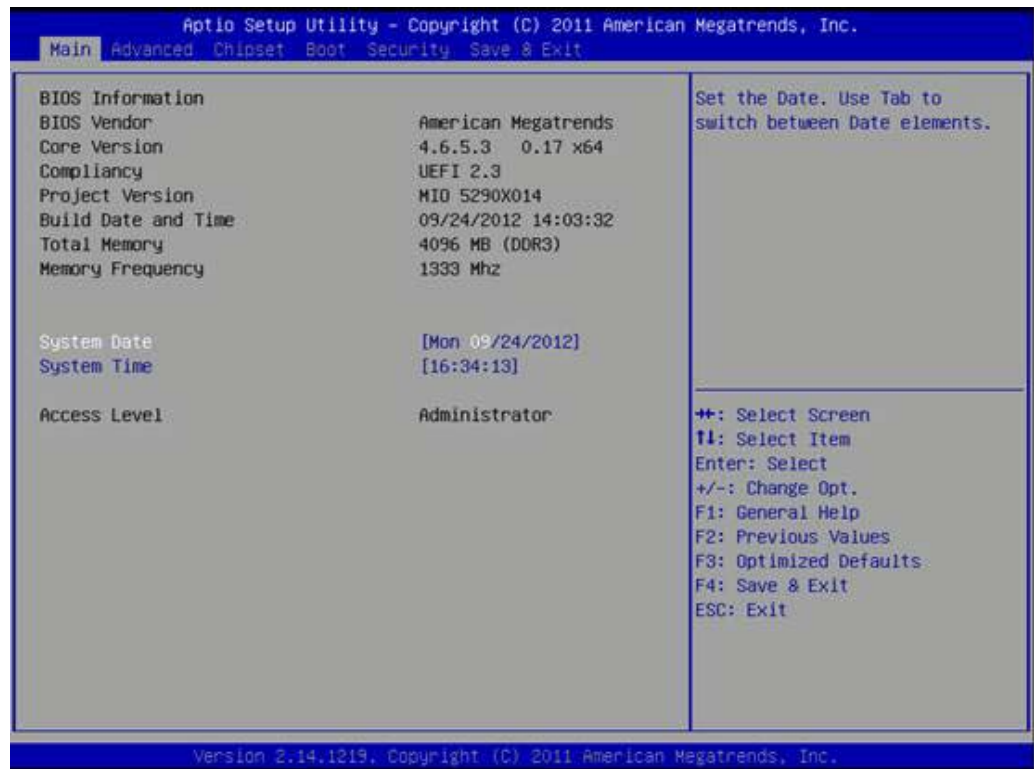 Aptio Setup Utility – Copyright (C) 2011 American Megatrends, Inc.
Main Advanced Chipset Boot Security Save & Exit
BIOS Information
BIOS Vendor American Megatrends
Core Version 4.6.5.3 0.17 x64
Compliancy UEFI 2.3
Project Version MIO 5290X014
Build Date and Time 09/24/2012 14:03:32
Total Memory 4096 MB (DDR3)
Memory Frequency 1333 Mhz
System Date [Mon 09/24/2012]
System Time [16:34:13]
Access Level Administrator
Set the Date. Use Tab to
switch between Date elements.
→←: Select Screen
↑↓: Select Item
Enter: Select
+/-: Change Opt.
F1: General Help
F2: Previous Values
F3: Optimized Defaults
F4: Save & Exit
ESC: Exit
Version 2.14.1219. Copyright (C) 2011 American Megatrends, Inc.